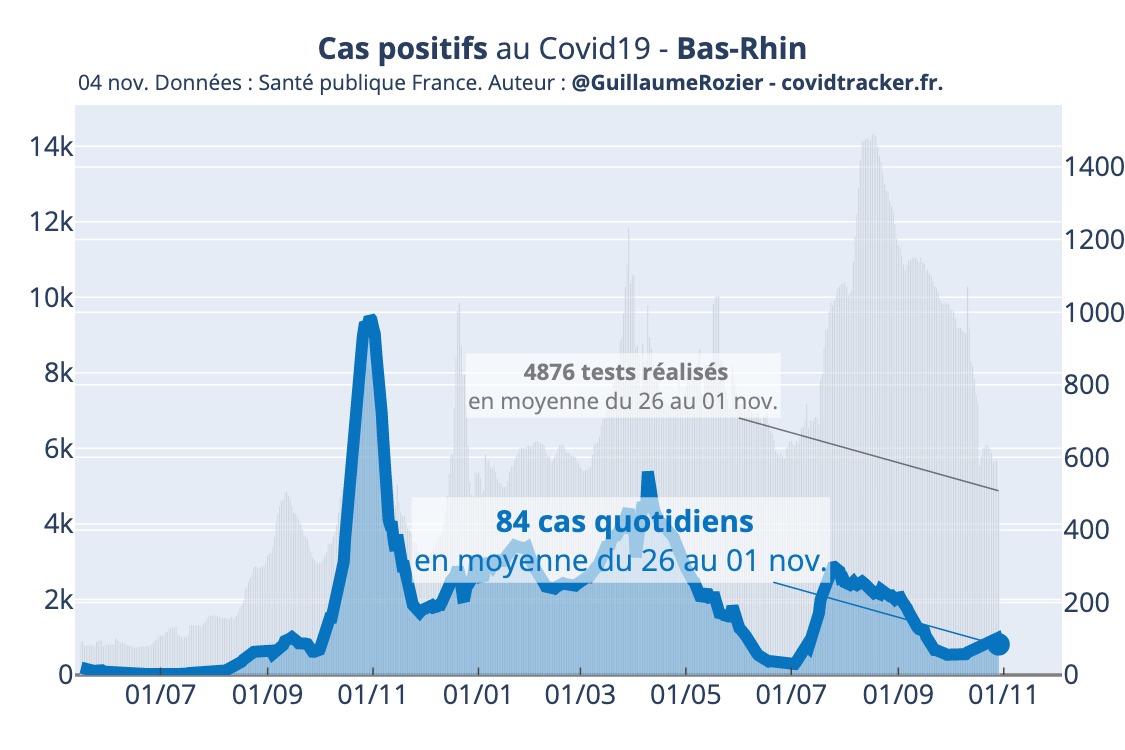 Cas positifs au Covid19 - Bas-Rhin
04 nov. Données : Santé publique France. Auteur : @GuillaumeRozier - covidtracker.fr.
14k
12k
10k
8k
6k
4k
2k
0
1400
1200
1000
800
600
400
200
0
4876 tests réalisés
en moyenne du 26 au 01 nov.
84 cas quotidiens
en moyenne du 26 au 01 nov.
01/07 01/09 01/11 01/01 01/03 01/05 01/07 01/09 01/11